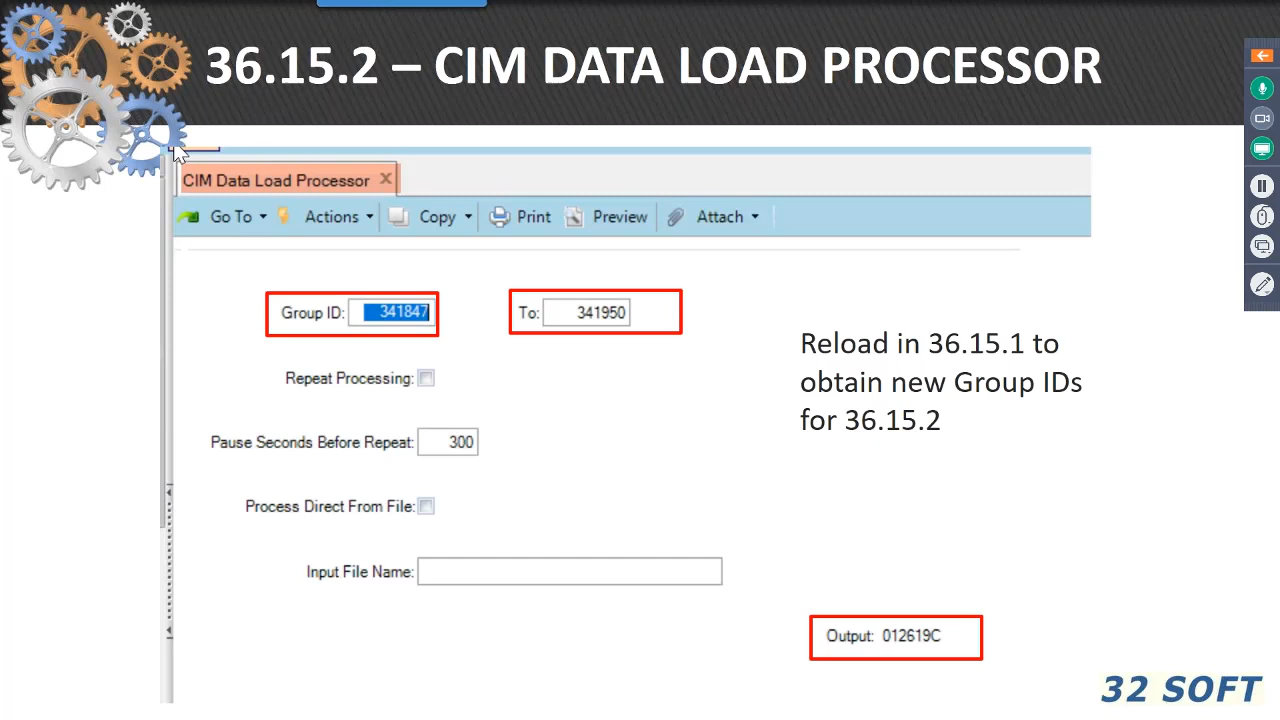 36.15.2 – CIM DATA LOAD PROCESSOR
CIM Data Load Processor
Go To Actions Copy Print Preview Attach
Group ID: 341847 To: 341950
Repeat Processing:
Pause Seconds Before Repeat: 300
Process Direct From File:
Input File Name:
Reload in 36.15.1 to
obtain new Group IDs
for 36.15.2
Output: 012619C
32 SOFT